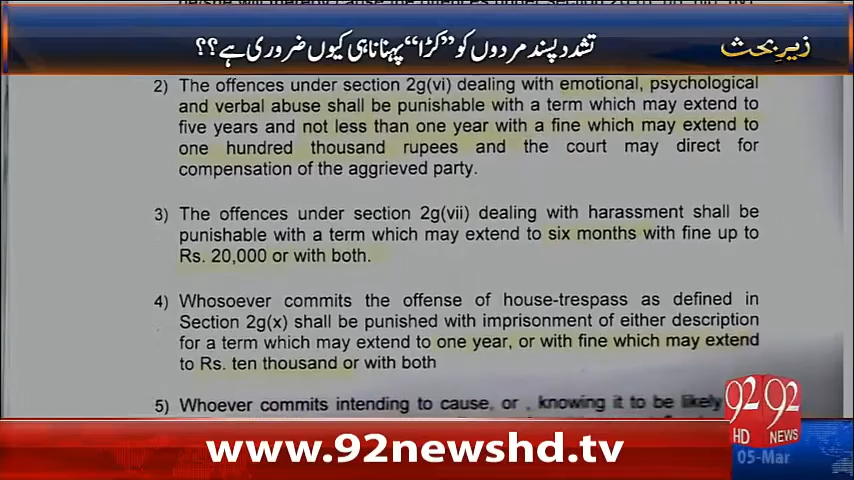 زیرِ بحث
تشدد پسند مردوں کو ”کڑا“ پہنانا ہی کیوں ضروری ہے؟؟
2) The offences under section 2g(vi) dealing with emotional, psychological
and verbal abuse shall be punishable with a term which may extend to
five years and not less than one year with a fine which may extend to
one hundred thousand rupees and the court may direct for
compensation of the aggrieved party.
3) The offences under section 2g(vii) dealing with harassment shall be
punishable with a term which may extend to six months with fine up to
Rs. 20,000 or with both.
4) Whosoever commits the offense of house-trespass as defined in
Section 2g(x) shall be punished with imprisonment of either description
for a term which may extend to one year, or with fine which may extend
to Rs. ten thousand or with both
5) Whoever commits intending to cause, or , knowing it to be likely
92 92
HD NEWS
05-Mar
www.92newshd.tv